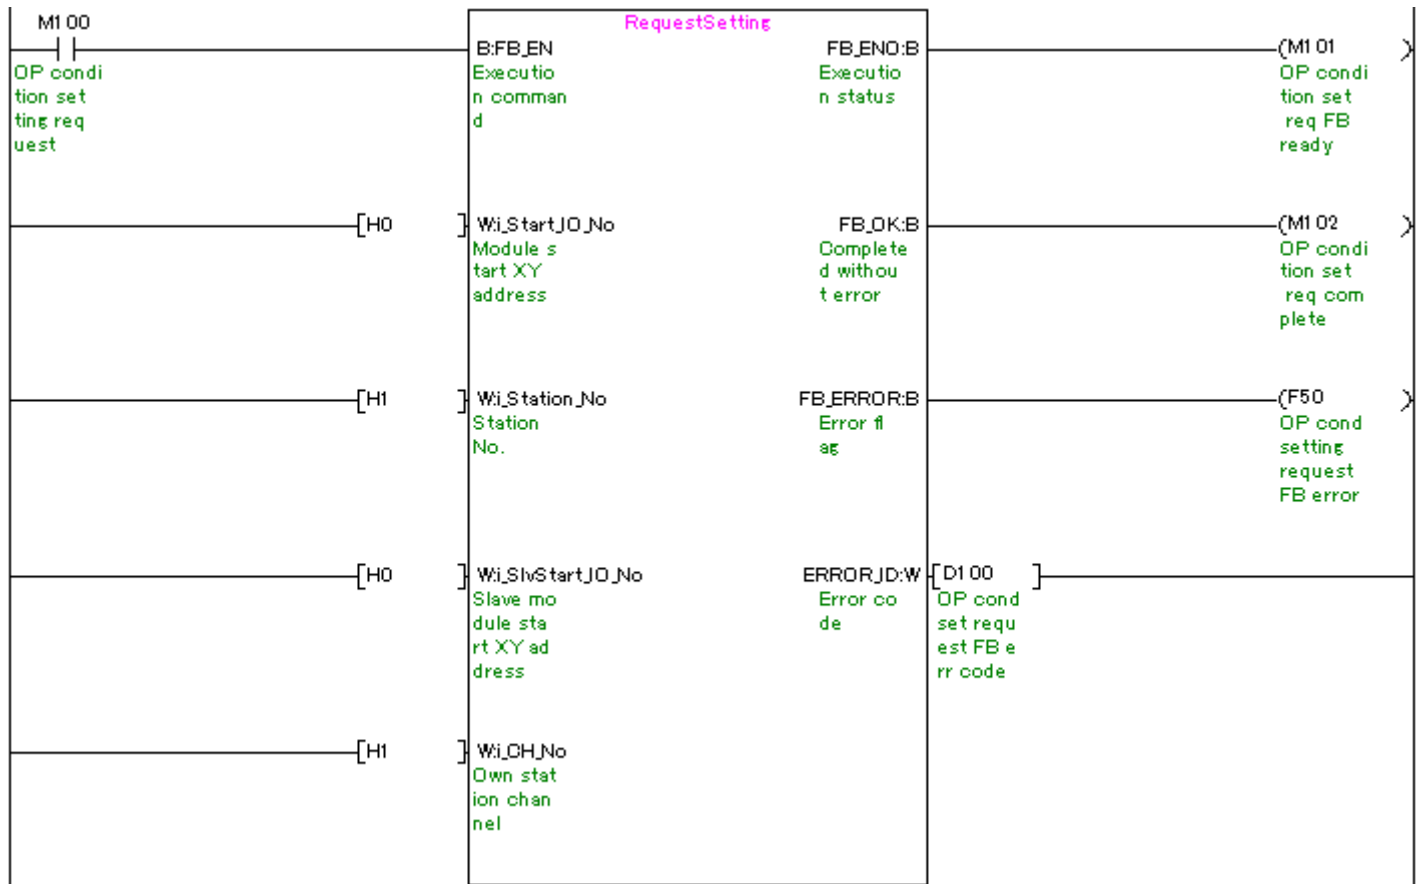 M100
RequestSetting
B:FB_EN
FB_ENO:B
(M101 )
OP condi
tion set
ting req
uest
Executio
n comman
d
Executio
n status
OP condi
tion set
req FB
ready
[H0 ]
W:i_Start_IO_No
FB_OK:B
(M102 )
Module s
tart XY
address
Complete
d withou
t error
OP condi
tion set
req com
plete
[H1 ]
W:i_Station_No
FB_ERROR:B
(F50 )
Station
No.
Error fl
ag
OP cond
setting
request
FB error
[H0 ]
W:i_SlvStart_IO_No
ERROR_ID:W
[D100 ]
Slave mo
dule sta
rt XY ad
dress
Error co
de
OP cond
set requ
est FB e
rr code
[H1 ]
W:i_CH_No
Own stat
ion chan
nel